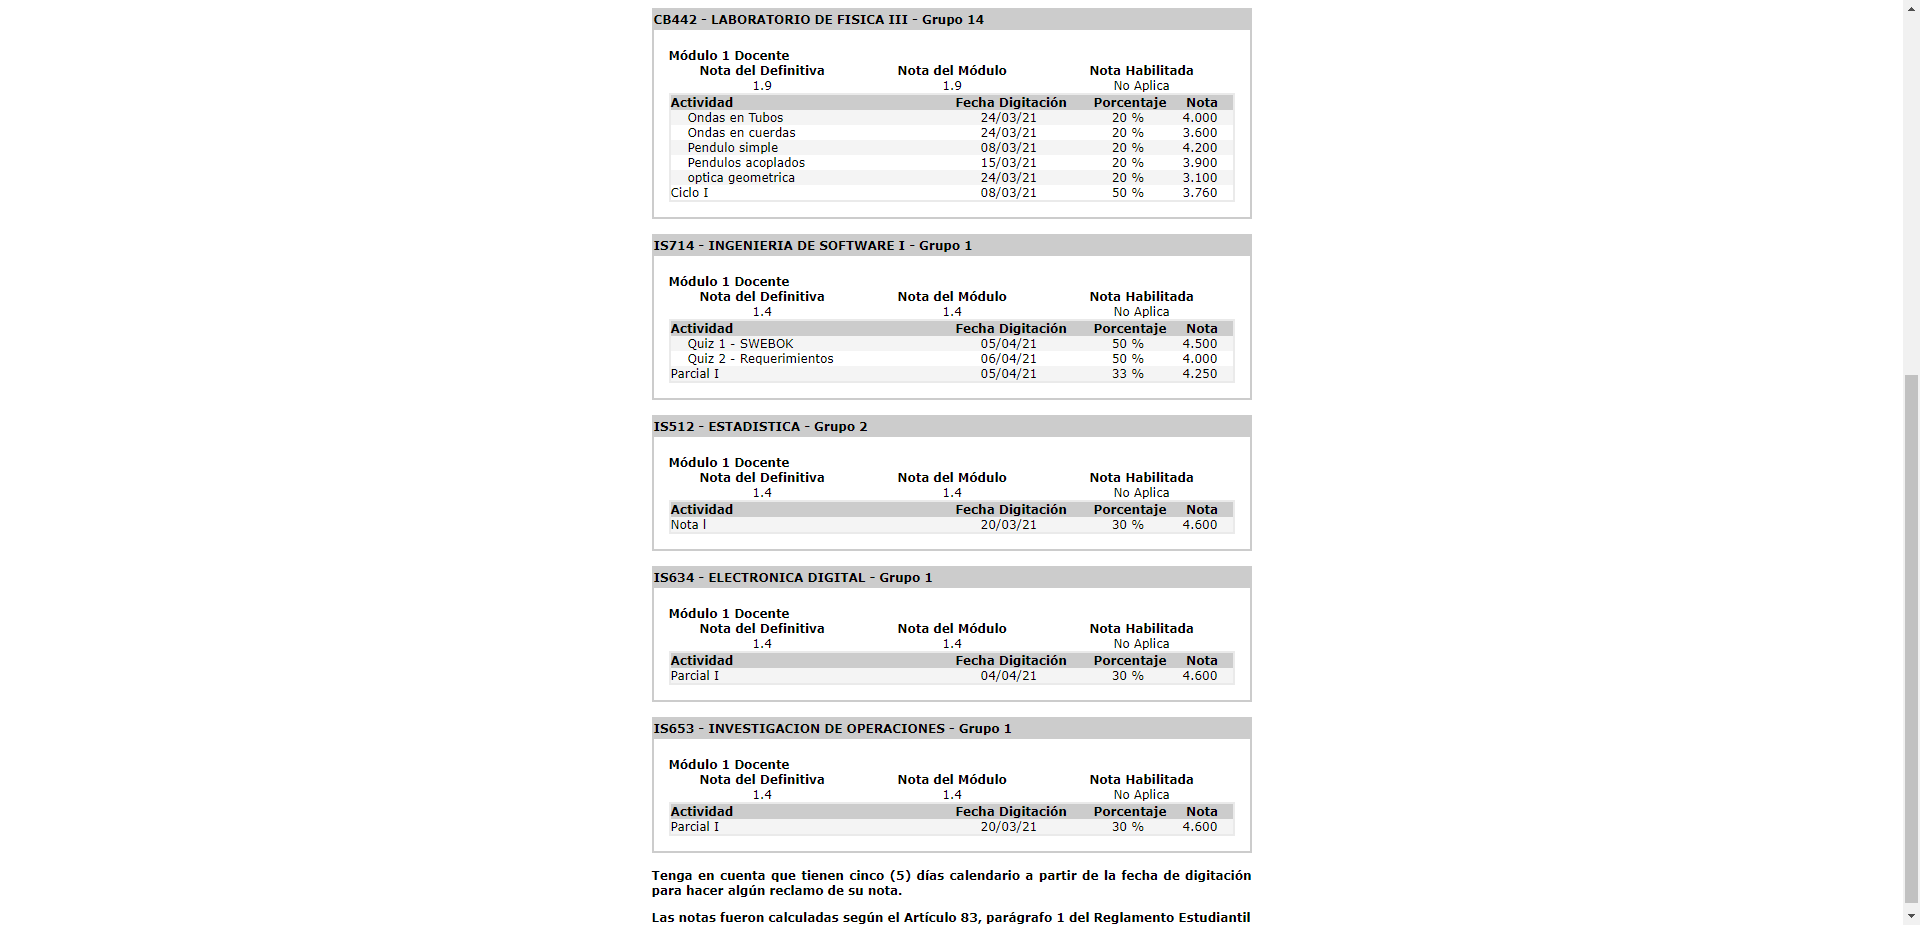 CB442 - LABORATORIO DE FISICA III - Grupo 14
Módulo 1 Docente
Nota del Definitiva Nota del Módulo Nota Habilitada
1.9 1.9 No Aplica
Actividad Fecha Digitación Porcentaje Nota
Ondas en Tubos 24/03/21 20 % 4.000
Ondas en cuerdas 24/03/21 20 % 3.600
Pendulo simple 08/03/21 20 % 4.200
Pendulos acoplados 15/03/21 20 % 3.900
optica geometrica 24/03/21 20 % 3.100
Ciclo I 08/03/21 50 % 3.760
IS714 - INGENIERIA DE SOFTWARE I - Grupo 1
Módulo 1 Docente
Nota del Definitiva Nota del Módulo Nota Habilitada
1.4 1.4 No Aplica
Actividad Fecha Digitación Porcentaje Nota
Quiz 1 - SWEBOK 05/04/21 50 % 4.500
Quiz 2 - Requerimientos 06/04/21 50 % 4.000
Parcial I 05/04/21 33 % 4.250
IS512 - ESTADISTICA - Grupo 2
Módulo 1 Docente
Nota del Definitiva Nota del Módulo Nota Habilitada
1.4 1.4 No Aplica
Actividad Fecha Digitación Porcentaje Nota
Nota l 20/03/21 30 % 4.600
IS634 - ELECTRONICA DIGITAL - Grupo 1
Módulo 1 Docente
Nota del Definitiva Nota del Módulo Nota Habilitada
1.4 1.4 No Aplica
Actividad Fecha Digitación Porcentaje Nota
Parcial I 04/04/21 30 % 4.600
IS653 - INVESTIGACION DE OPERACIONES - Grupo 1
Módulo 1 Docente
Nota del Definitiva Nota del Módulo Nota Habilitada
1.4 1.4 No Aplica
Actividad Fecha Digitación Porcentaje Nota
Parcial I 20/03/21 30 % 4.600
Tenga en cuenta que tienen cinco (5) días calendario a partir de la fecha de digitación
para hacer algún reclamo de su nota.
Las notas fueron calculadas según el Artículo 83, parágrafo 1 del Reglamento Estudiantil